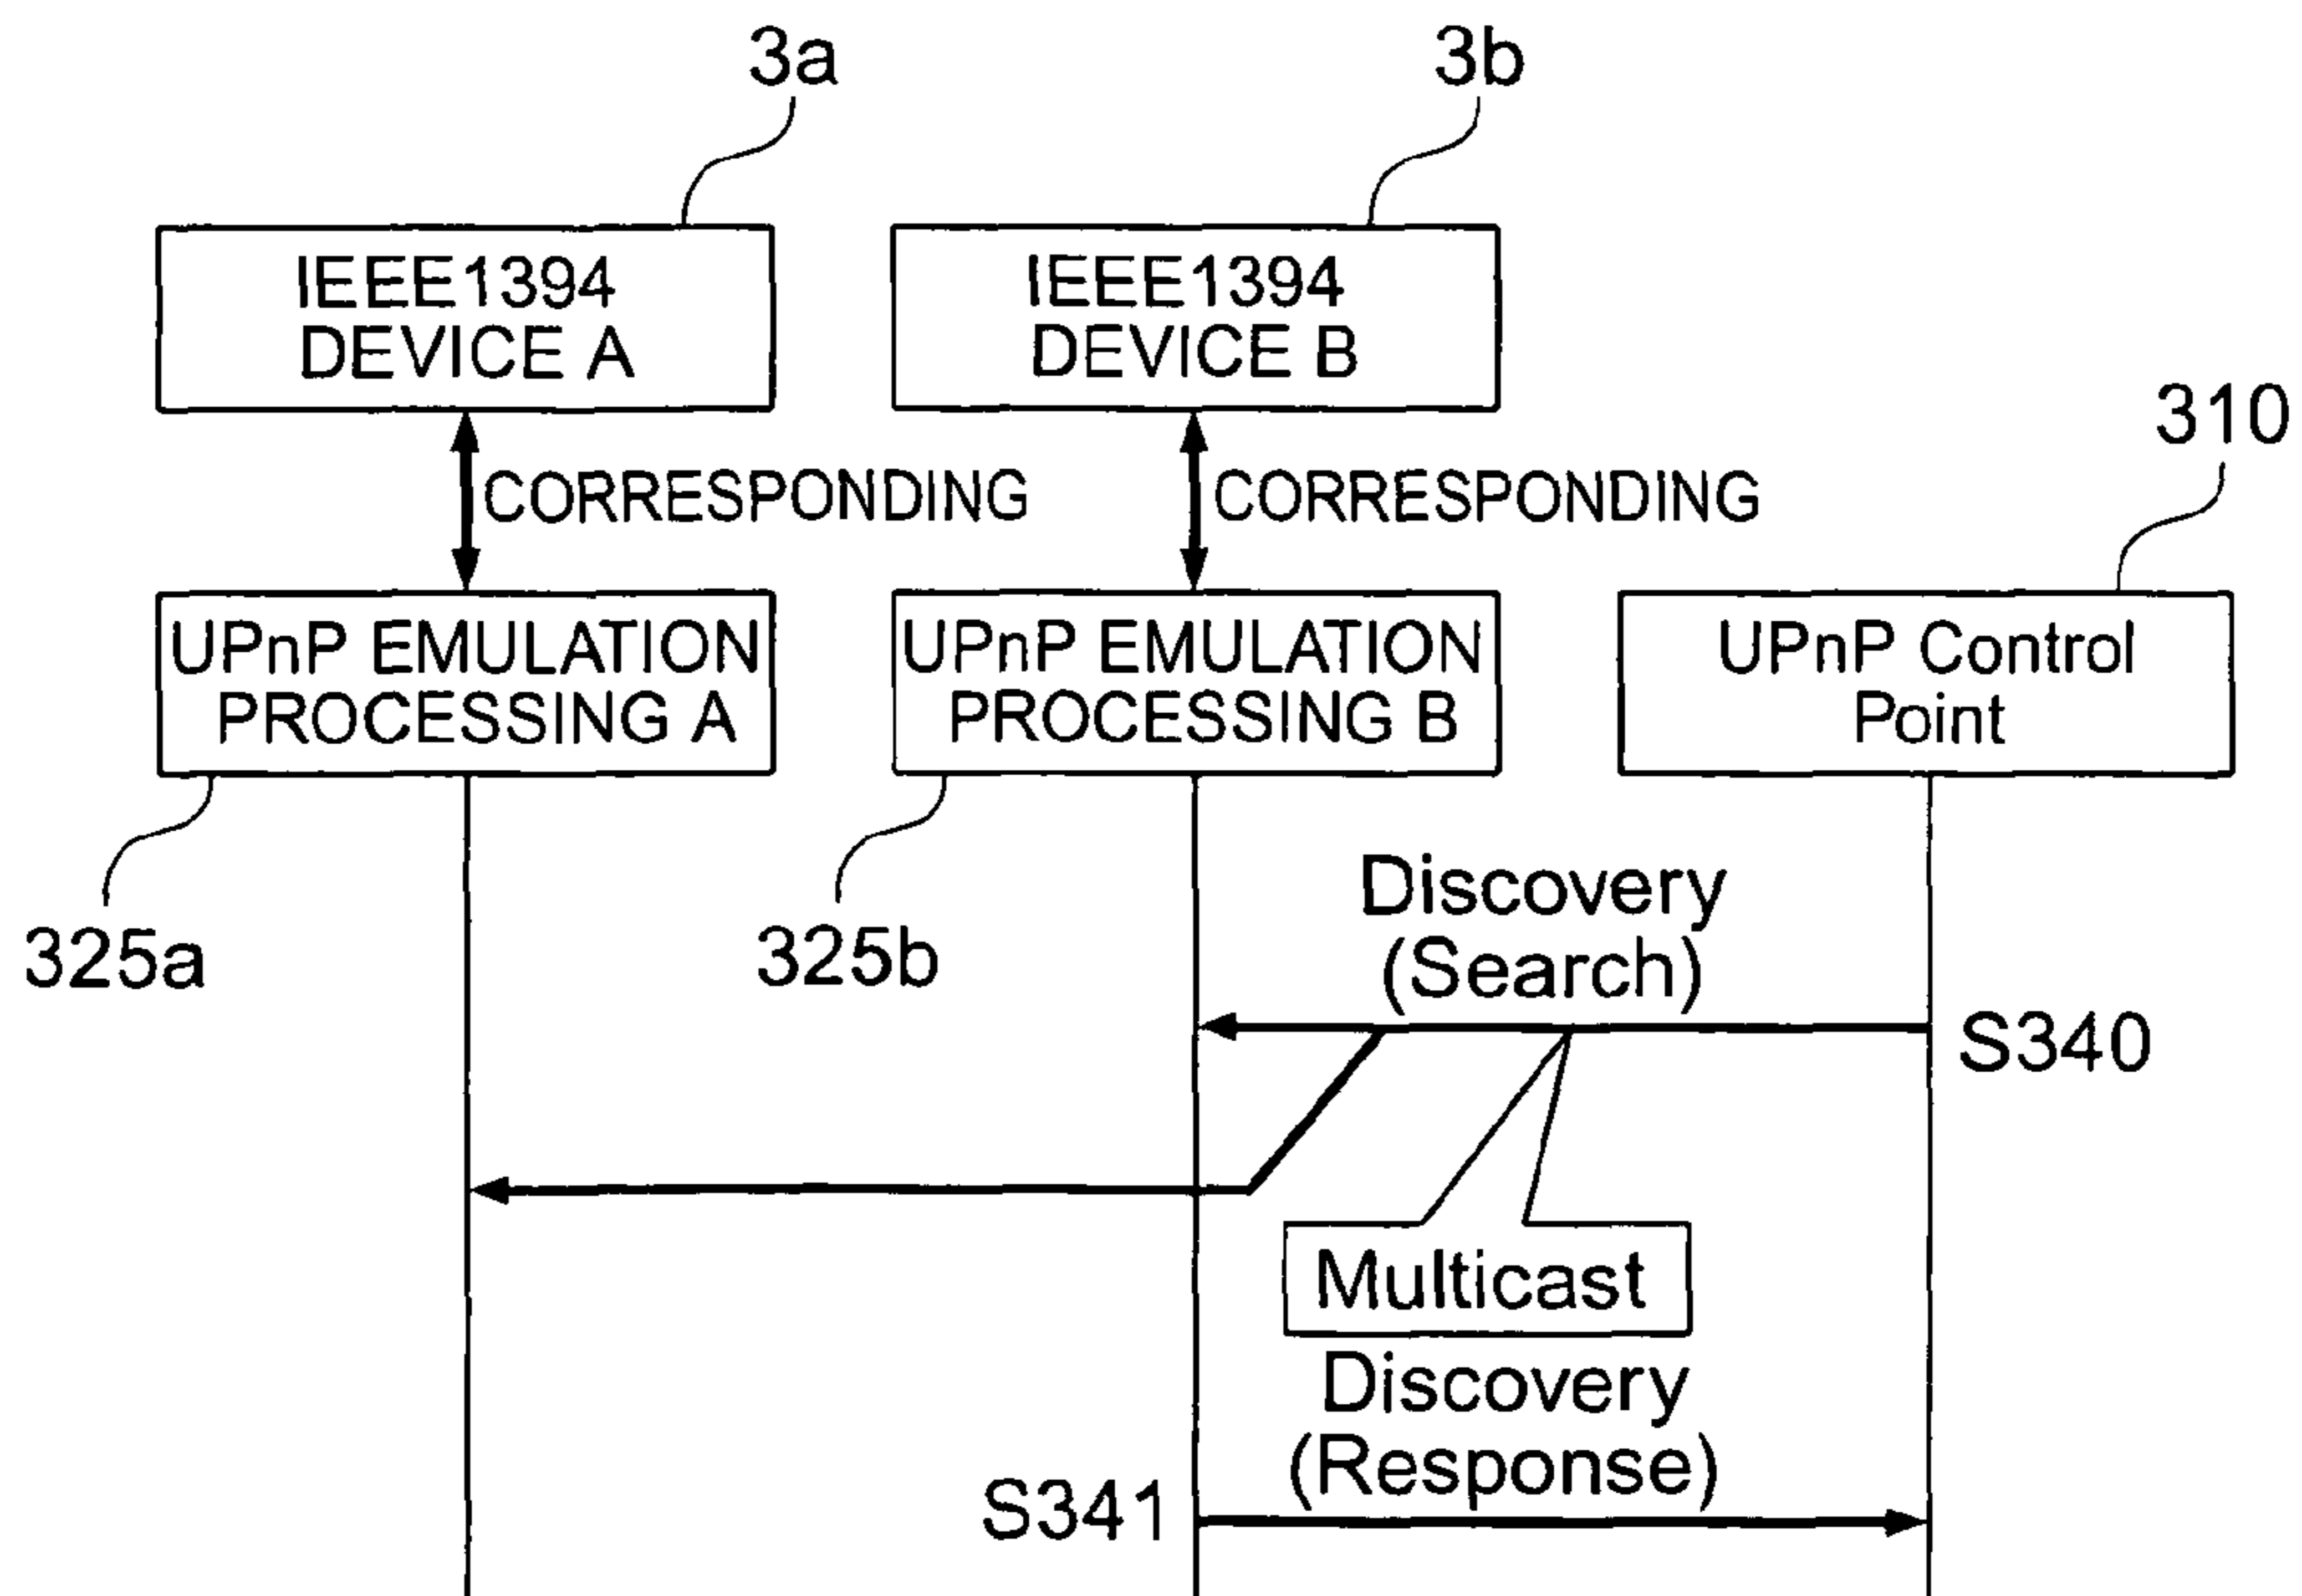 3a
3b
IEEE1394
DEVICE A
IEEE1394
DEVICE B
310
CORRESPONDING
CORRESPONDING
UPnP EMULATION
PROCESSING A
UPnP EMULATION
PROCESSING B
UPnP Control
Point
325a
325b
Discovery
(Search)
S340
Multicast
Discovery
(Response)
S341